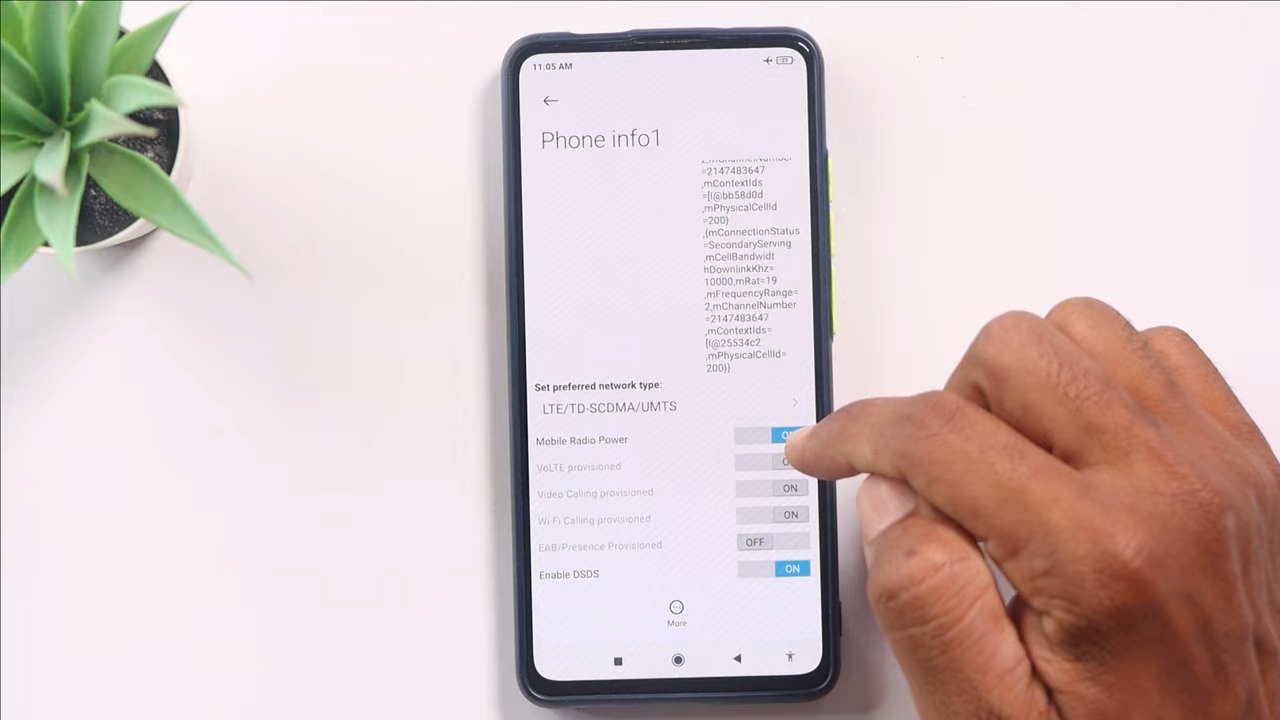 11:05 AM
Phone info1
=2147483647
,mContextIds
=[I@bb58d0d
,mPhysicalCellId
=200}
,{mConnectionStatus
=SecondaryServing
,mCellBandwidt
hDownlinkKhz=
10000,mRat=19
,mFrequencyRange=
2,mChannelNumber
=2147483647
,mContextIds=
[I@25534c2
,mPhysicalCellId=
200}]
Set preferred network type:
LTE/TD-SCDMA/UMTS
Mobile Radio Power
VoLTE provisioned
Video Calling provisioned
ON
Wi-Fi Calling provisioned
ON
EAB/Presence Provisioned
OFF
Enable DSDS
ON
More